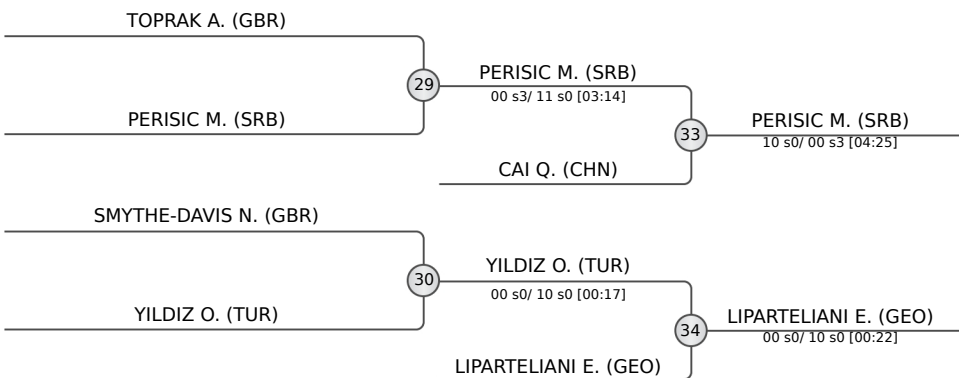 TOPRAK A. (GBR)
29
PERISIC M. (SRB)
00 s3/ 11 s0 [03:14]
PERISIC M. (SRB)
33
PERISIC M. (SRB)
10 s0/ 00 s3 [04:25]
CAI Q. (CHN)
SMYTHE-DAVIS N. (GBR)
30
YILDIZ O. (TUR)
00 s0/ 10 s0 [00:17]
YILDIZ O. (TUR)
34
LIPARTELIANI E. (GEO)
00 s0/ 10 s0 [00:22]
LIPARTELIANI E. (GEO)